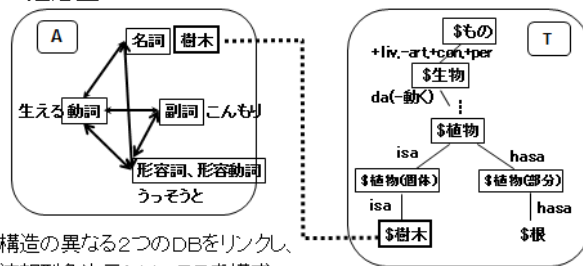 A
名詞 樹木
生える 動詞
副詞 こんもり
形容詞、形容動詞
うっそうと
T
$もの
+liv,-art,+con,+per
$生物
da(-動く)
$植物
isa
hasa
$植物(個体)
$植物(部分)
isa
hasa
$樹木
$根
構造の異なる2つのDBをリンクし、